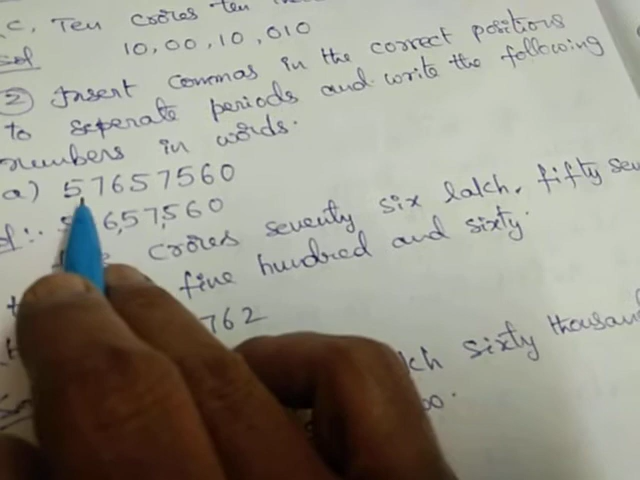 c, Ten crores ten
Sol 10,00,10,010
② Insert commas in the correct positions
to seperate periods and write the following
numbers in words.
a) 57657560
6,57,560
crores seventy six lakh, fifty seve
five hundred and sixty.
762
kh sixty thousand